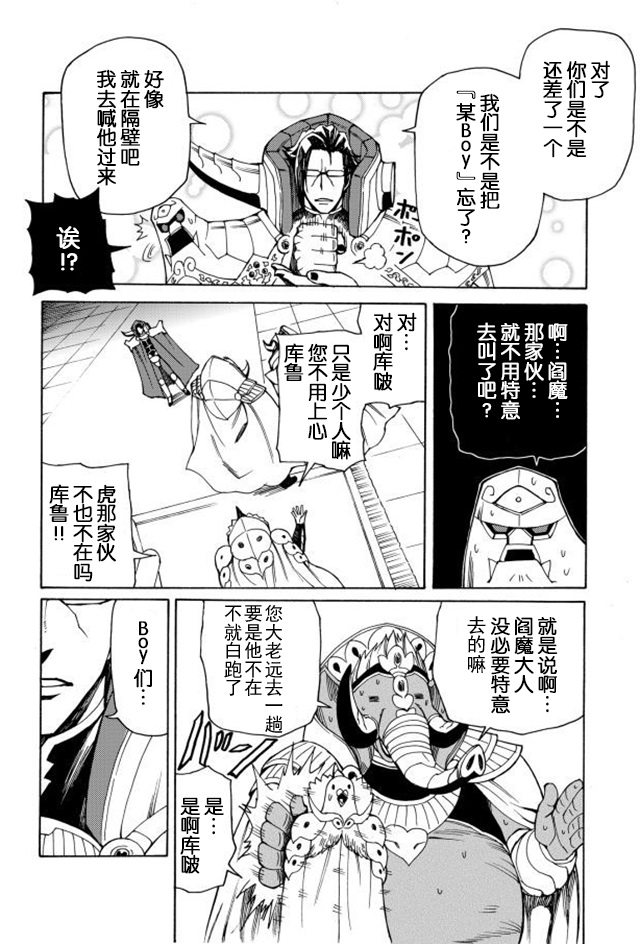 对了
你们是不是
还差了一个
我们是不是把
『某Boy』忘了?
好像
就在隔壁吧
我去喊他过来
ポンポン
诶!?
啊…阎魔…
那家伙…
就不用特意
去叫了吧?
对…
对啊库啵
只是少个人嘛
您不用上心
库鲁
虎那家伙
不也不在吗
库鲁!!
就是说啊…
阎魔大人
没必要特意
去的嘛
您大老远去一趟
要是他不在
不就白跑了
是…
是啊库啵
Boy们…